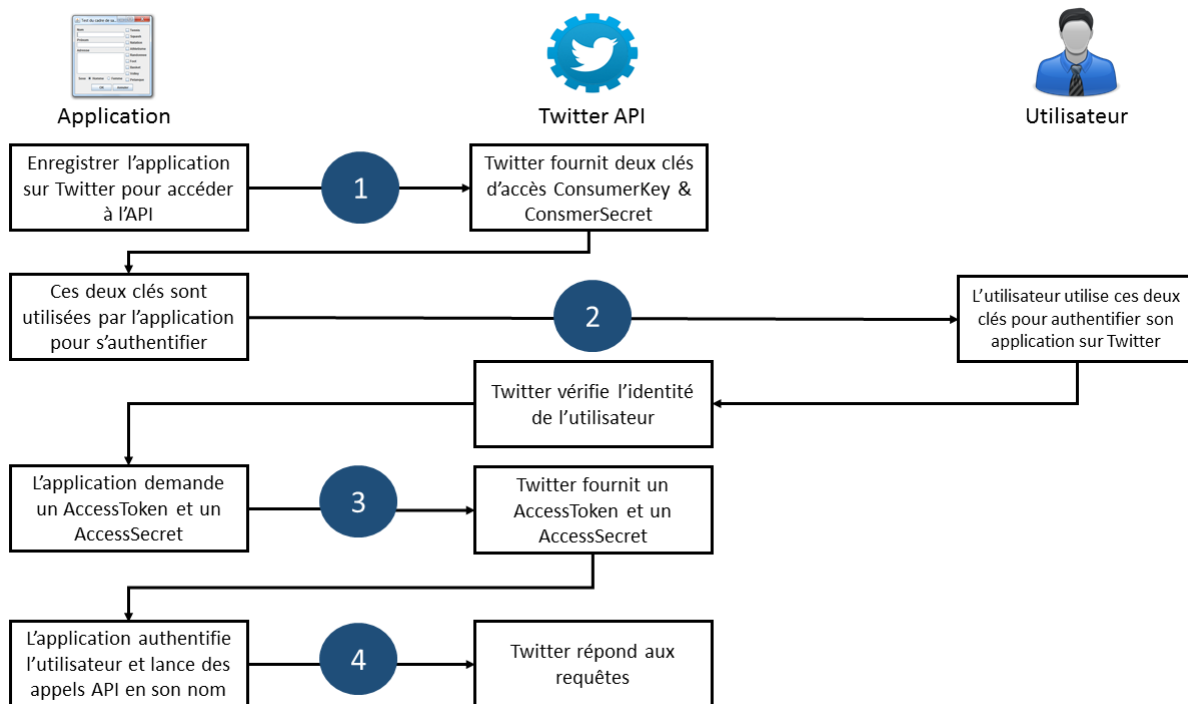 Application
Twitter API
Utilisateur
Enregistrer l'application
sur Twitter pour accéder
à l'API
1
Twitter fournit deux clés
d'accès ConsumerKey &
ConsmerSecret
Ces deux clés sont
utilisées par l'application
pour s'authentifier
2
L'utilisateur utilise ces deux
clés pour authentifier son
application sur Twitter
Twitter vérifie l'identité
de l'utilisateur
L'application demande
un AccessToken et un
AccessSecret
3
Twitter fournit un
AccessToken et un
AccessSecret
L'application authentifie
l'utilisateur et lance des
appels API en son nom
4
Twitter répond aux
requêtes